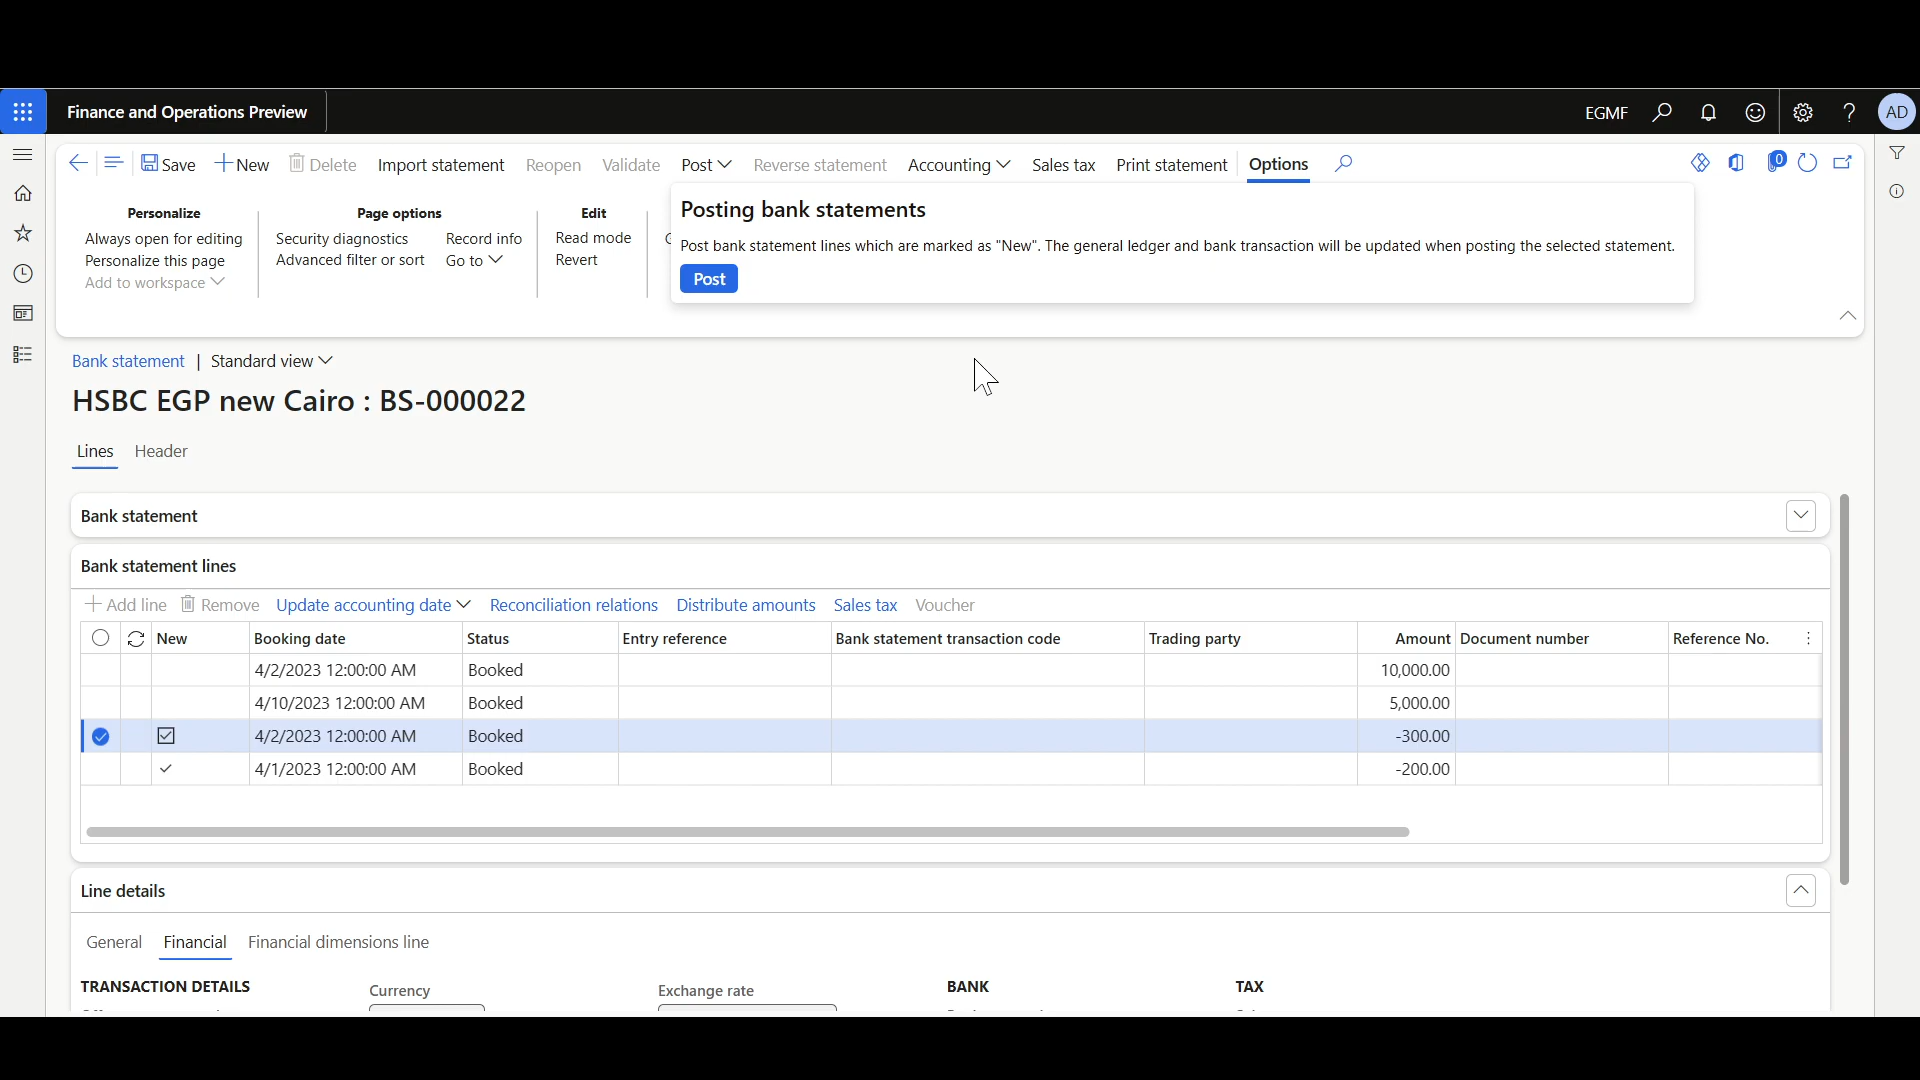 Finance and Operations Preview
EGMF
AD
Save
New
Delete
Import statement
Reopen
Validate
Post
Reverse statement
Accounting
Sales tax
Print statement
Options
0
Personalize
Always open for editing
Personalize this page
Add to workspace
Page options
Security diagnostics
Advanced filter or sort
Record info
Go to
Edit
Read mode
Revert
Posting bank statements
Post bank statement lines which are marked as "New". The general ledger and bank transaction will be updated when posting the selected statement.
Post
Bank statement | Standard view
HSBC EGP new Cairo : BS-000022
Lines Header
Bank statement
Bank statement lines
Add line Remove Update accounting date Reconciliation relations Distribute amounts Sales tax Voucher
New Booking date Status Entry reference Bank statement transaction code Trading party Amount Document number Reference No.
4/2/2023 12:00:00 AM Booked 10,000.00
4/10/2023 12:00:00 AM Booked 5,000.00
4/2/2023 12:00:00 AM Booked -300.00
4/1/2023 12:00:00 AM Booked -200.00
Line details
General Financial Financial dimensions line
TRANSACTION DETAILS Currency Exchange rate BANK TAX